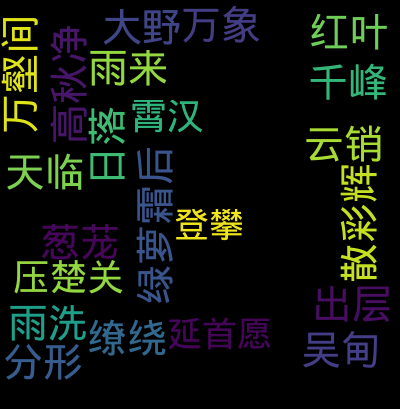 大野万象
红叶
万壑间
高秋净
雨来
千峰
霄汉
日落
云销
天临
绿萝霜后
散彩辉
登攀
葱茏
压楚关
出层
雨洗
缭绕
延首愿
吴甸
分形